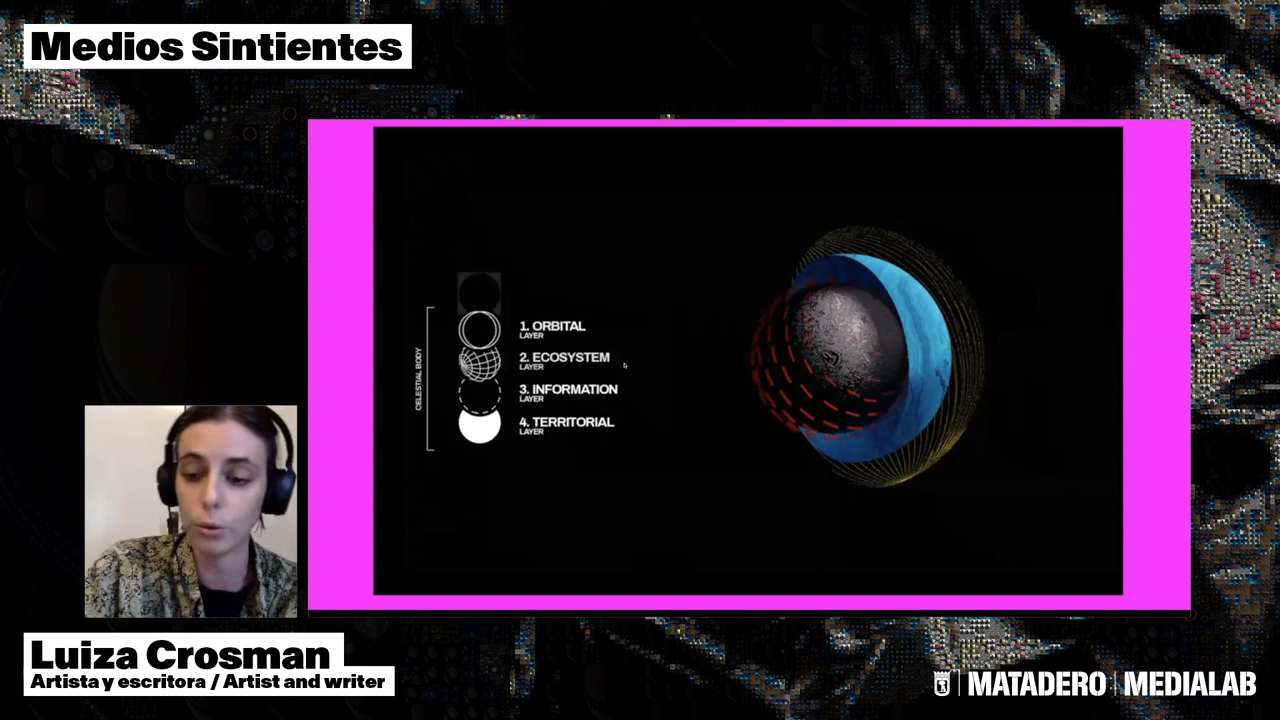 Medios Sintientes
CELESTIAL BODY
1. ORBITAL
LAYER
2. ECOSYSTEM
LAYER
3. INFORMATION
LAYER
4. TERRITORIAL
LAYER
Luiza Crosman
Artista y escritora / Artist and writer
MATADERO | MEDIALAB